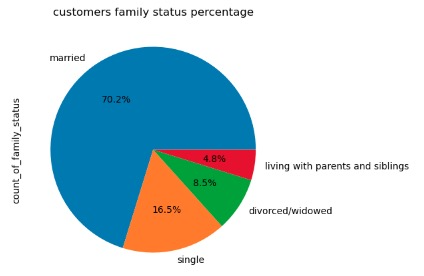 customers family status percentage
married
70.2%
count_of_family_status
4.8%
living with parents and siblings
8.5%
divorced/widowed
16.5%
single